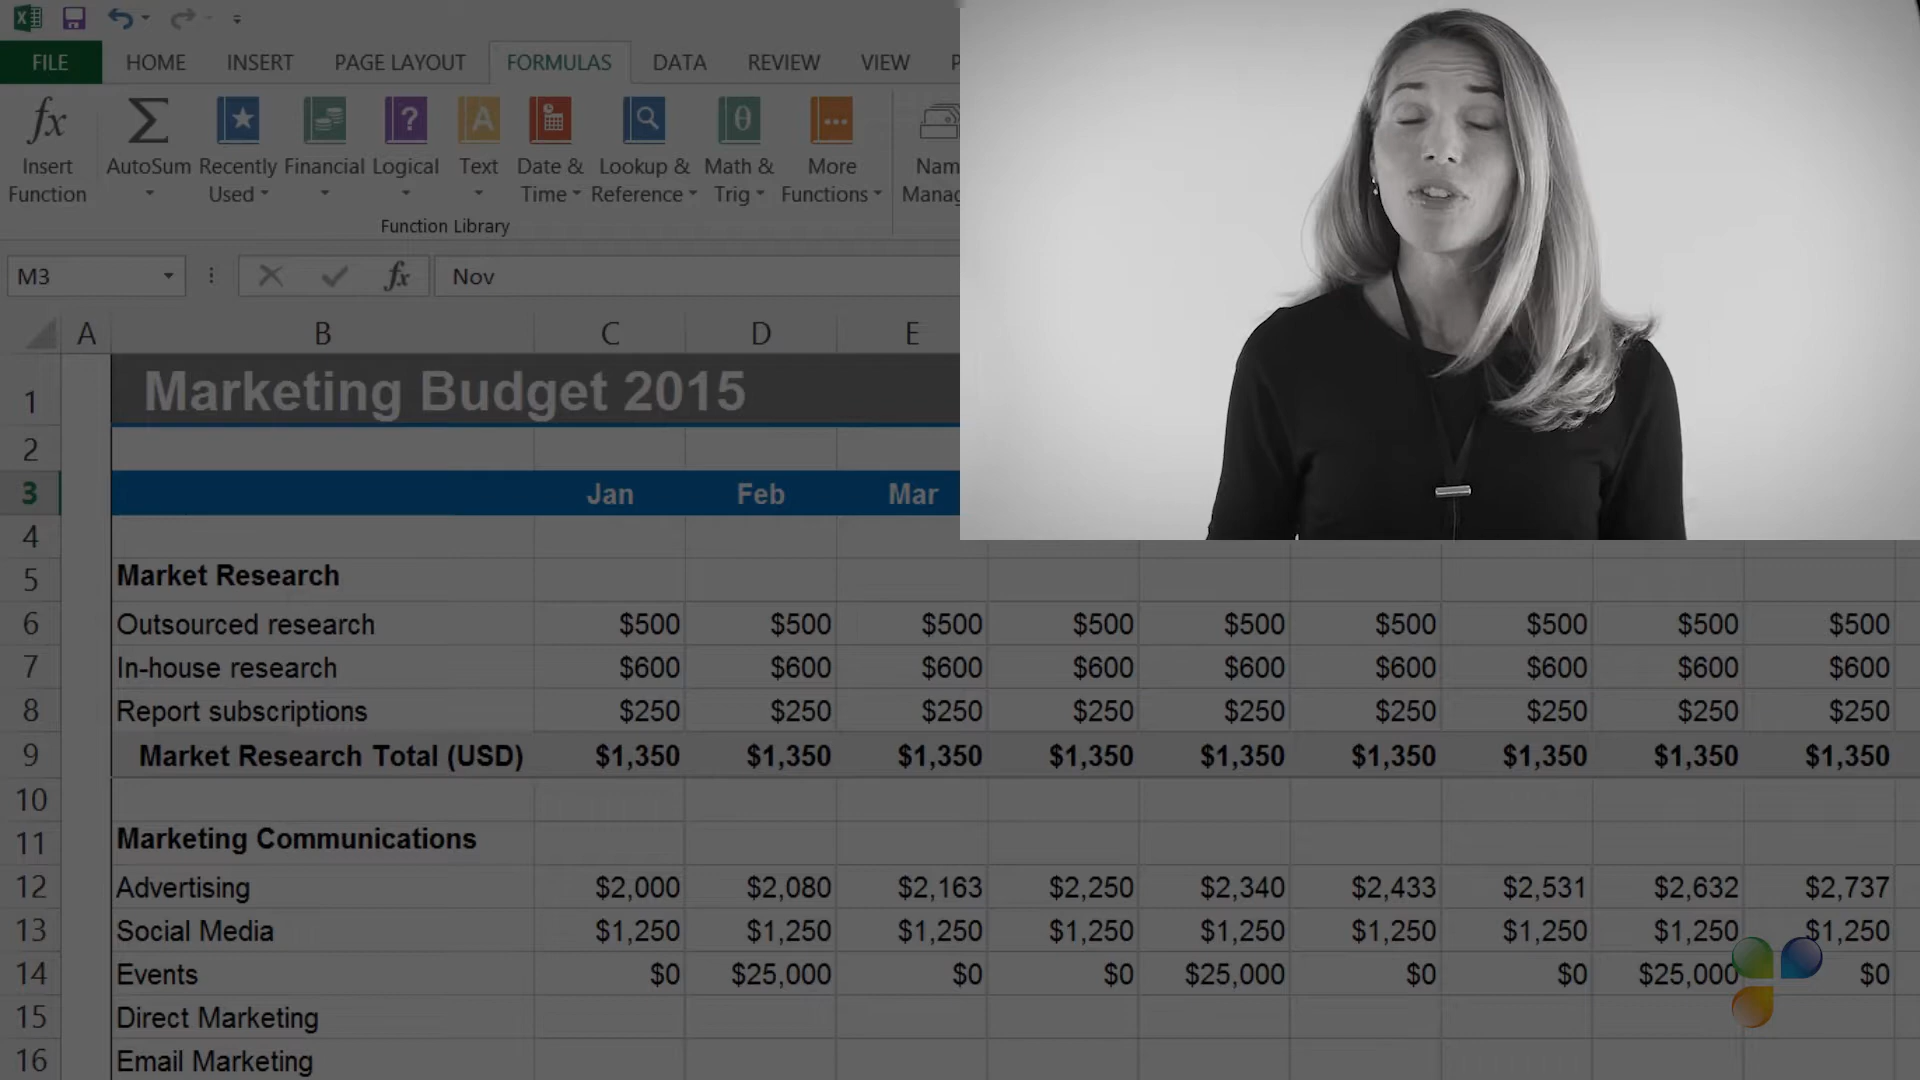 FILE HOME INSERT PAGE LAYOUT FORMULAS DATA REVIEW VIEW
fx
Insert Function
AutoSum
Recently Used
Financial
Logical
Text
Date & Time
Lookup & Reference
Math & Trig
More Functions
Function Library
M3 fx Nov
A B C D E
1 Marketing Budget 2015
2
3 Jan Feb Mar
4
5 Market Research
6 Outsourced research $500 $500 $500 $500 $500 $500 $500 $500 $500
7 In-house research $600 $600 $600 $600 $600 $600 $600 $600 $600
8 Report subscriptions $250 $250 $250 $250 $250 $250 $250 $250 $250
9 Market Research Total (USD) $1,350 $1,350 $1,350 $1,350 $1,350 $1,350 $1,350 $1,350 $1,350
10
11 Marketing Communications
12 Advertising $2,000 $2,080 $2,163 $2,250 $2,340 $2,433 $2,531 $2,632 $2,737
13 Social Media $1,250 $1,250 $1,250 $1,250 $1,250 $1,250 $1,250 $1,250 $1,250
14 Events $0 $25,000 $0 $0 $25,000 $0 $0 $25,000 $0
15 Direct Marketing
16 Email Marketing